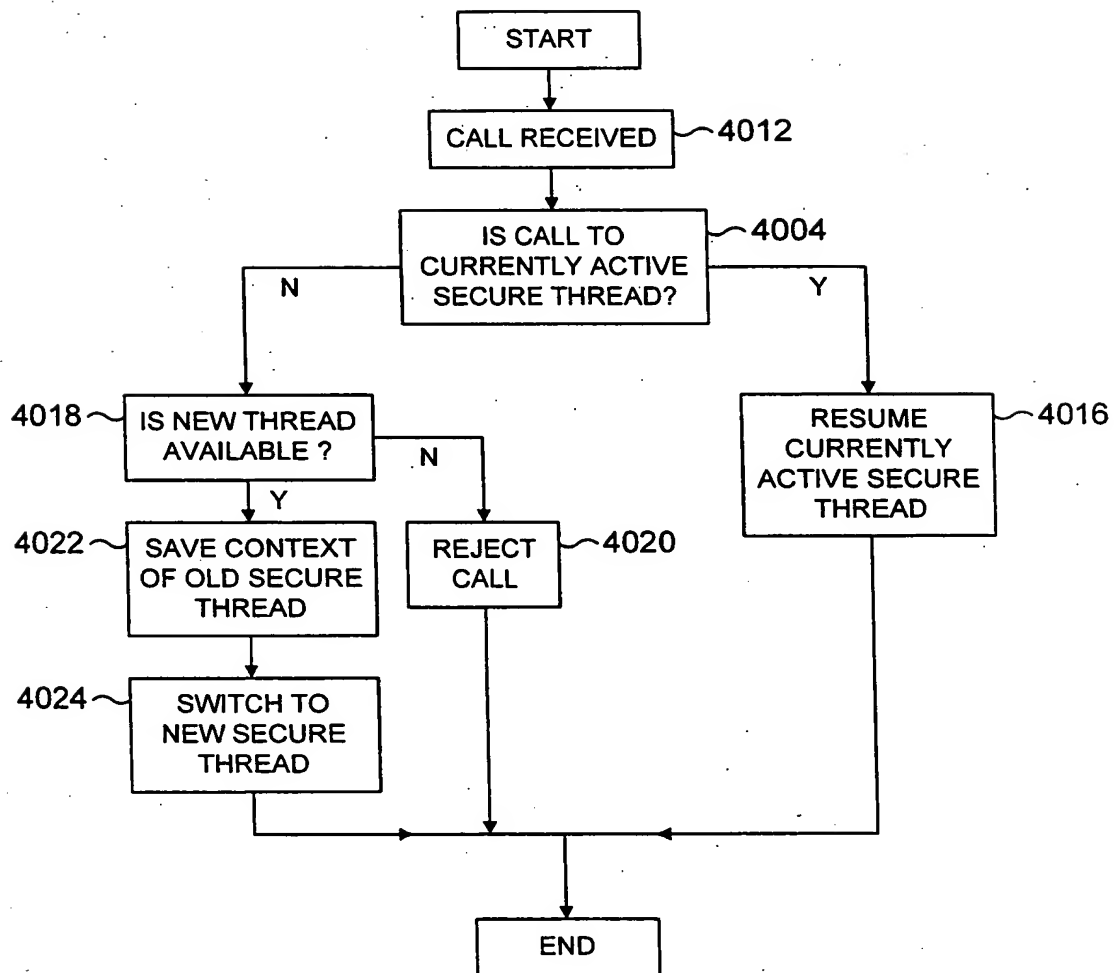 START
CALL RECEIVED
4012
IS CALL TO
CURRENTLY ACTIVE
SECURE THREAD?
4004
N
Y
4018
IS NEW THREAD
AVAILABLE ?
N
Y
RESUME
CURRENTLY
ACTIVE SECURE
THREAD
4016
4022
SAVE CONTEXT
OF OLD SECURE
THREAD
REJECT
CALL
4020
4024
SWITCH TO
NEW SECURE
THREAD
END